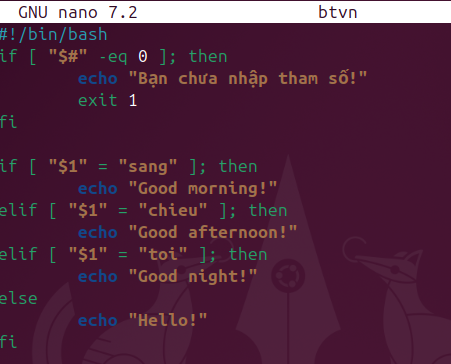 GNU nano 7.2 btvn
#!/bin/bash
if [ "$#" -eq 0 ]; then
echo "Bạn chưa nhập tham số!"
exit 1
fi
if [ "$1" = "sang" ]; then
echo "Good morning!"
elif [ "$1" = "chieu" ]; then
echo "Good afternoon!"
elif [ "$1" = "toi" ]; then
echo "Good night!"
else
echo "Hello!"
fi